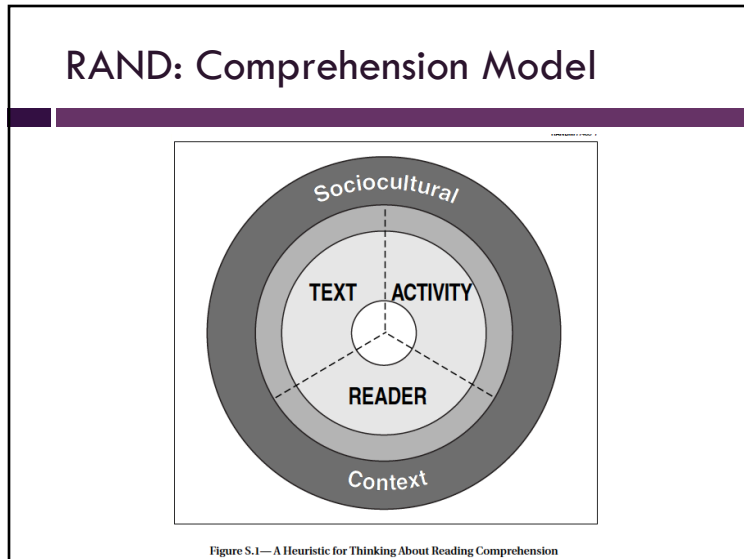 RAND: Comprehension Model
Sociocultural
TEXT
ACTIVITY
READER
Context
Figure S.1—A Heuristic for Thinking About Reading Comprehension